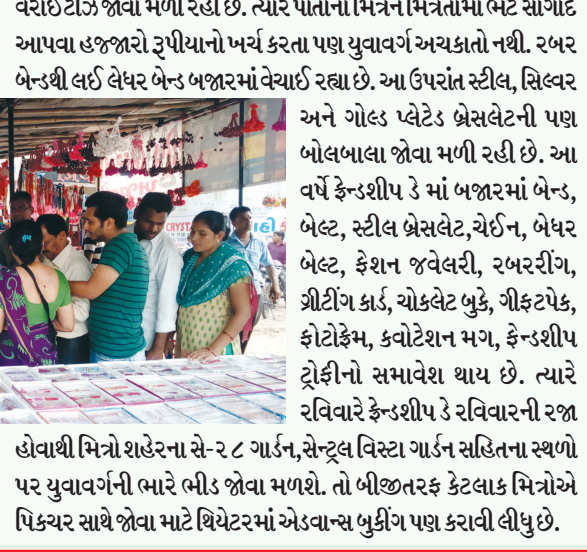 વેરાઈટીઝ જોવા મળી રહી છે. ત્યારે પોતાના મિત્રને મિત્રતામાં ભેટ સોગાદ
આપવા હજજારો રૂપીયાનો ખર્ચ કરતા પણ યુવાવર્ગ અચકાતો નથી. રબર
બેન્ડથી લઈ લેધર બેન્ડ બજારમાં વેચાઈ રહ્યા છે. આ ઉપરાંત સ્ટીલ, સિલ્વર
અને ગોલ્ડ પ્લેટેડ બ્રેસલેટની પણ
બોલબાલા જોવા મળી રહી છે. આ
વર્ષે ફ્રેન્ડશીપ ડે માં બજારમાં બેન્ડ,
બેલ્ટ, સ્ટીલ બ્રેસલેટ,ચેઈન, બેધર
બેલ્ટ, ફેશન જવેલરી, રબરરીંગ,
ગ્રીટીંગ કાર્ડ, ચોકલેટ બુકે, ગીફટપેક,
ફોટોફ્રેમ, કવોટેશન મગ, ફેન્ડશીપ
ટ્રોફીનો સમાવેશ થાય છે. ત્યારે
રવિવારે ફ્રેન્ડશીપ ડે રવિવારની રજા
હોવાથી મિત્રો શહેરના સે-ર૮ ગાર્ડન,સેન્ટ્રલ વિસ્ટા ગાર્ડન સહિતના સ્થળો
પર યુવાવર્ગની ભારે ભીડ જોવા મળશે. તો બીજીતરફ કેટલાક મિત્રોએ
પિકચર સાથે જોવા માટે થિયેટરમાં એડવાન્સ બુકીંગ પણ કરાવી લીધુ છે.
CRYST